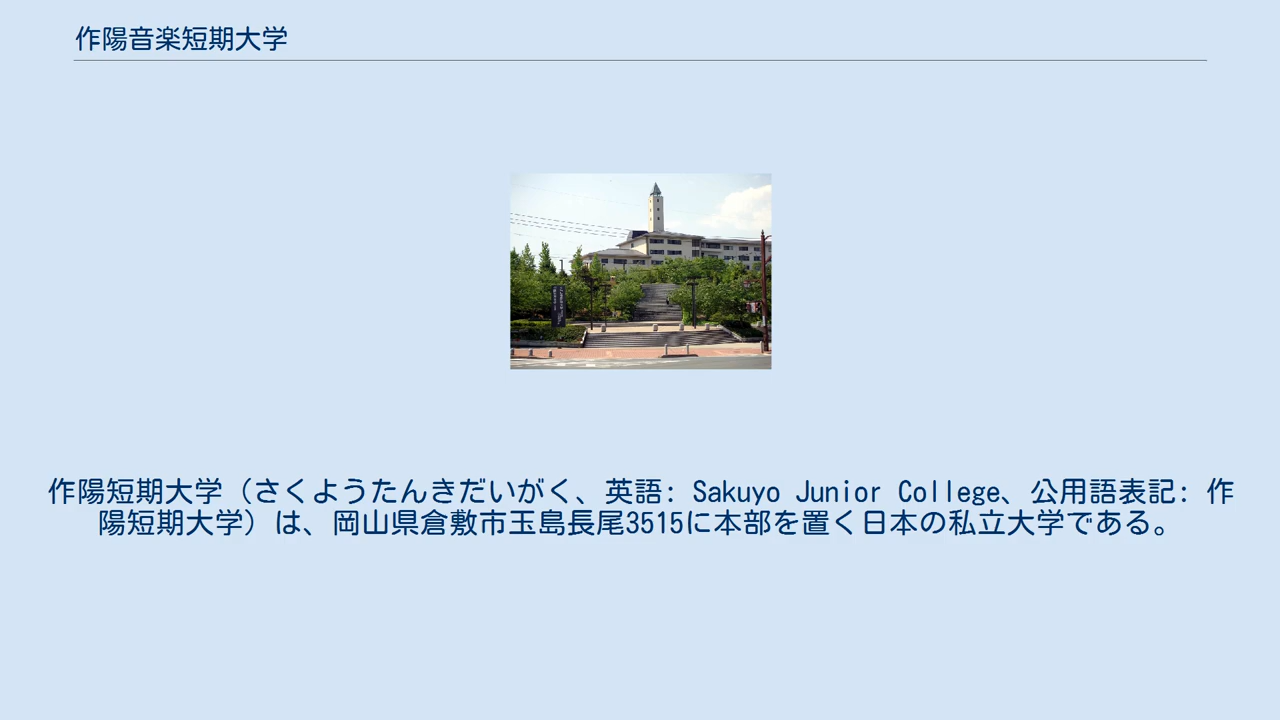 作陽音楽短期大学
作陽短期大学（さくようたんきだいがく、英語: Sakuyo Junior College、公用語表記: 作
陽短期大学）は、岡山県倉敷市玉島長尾3515に本部を置く日本の私立大学である。